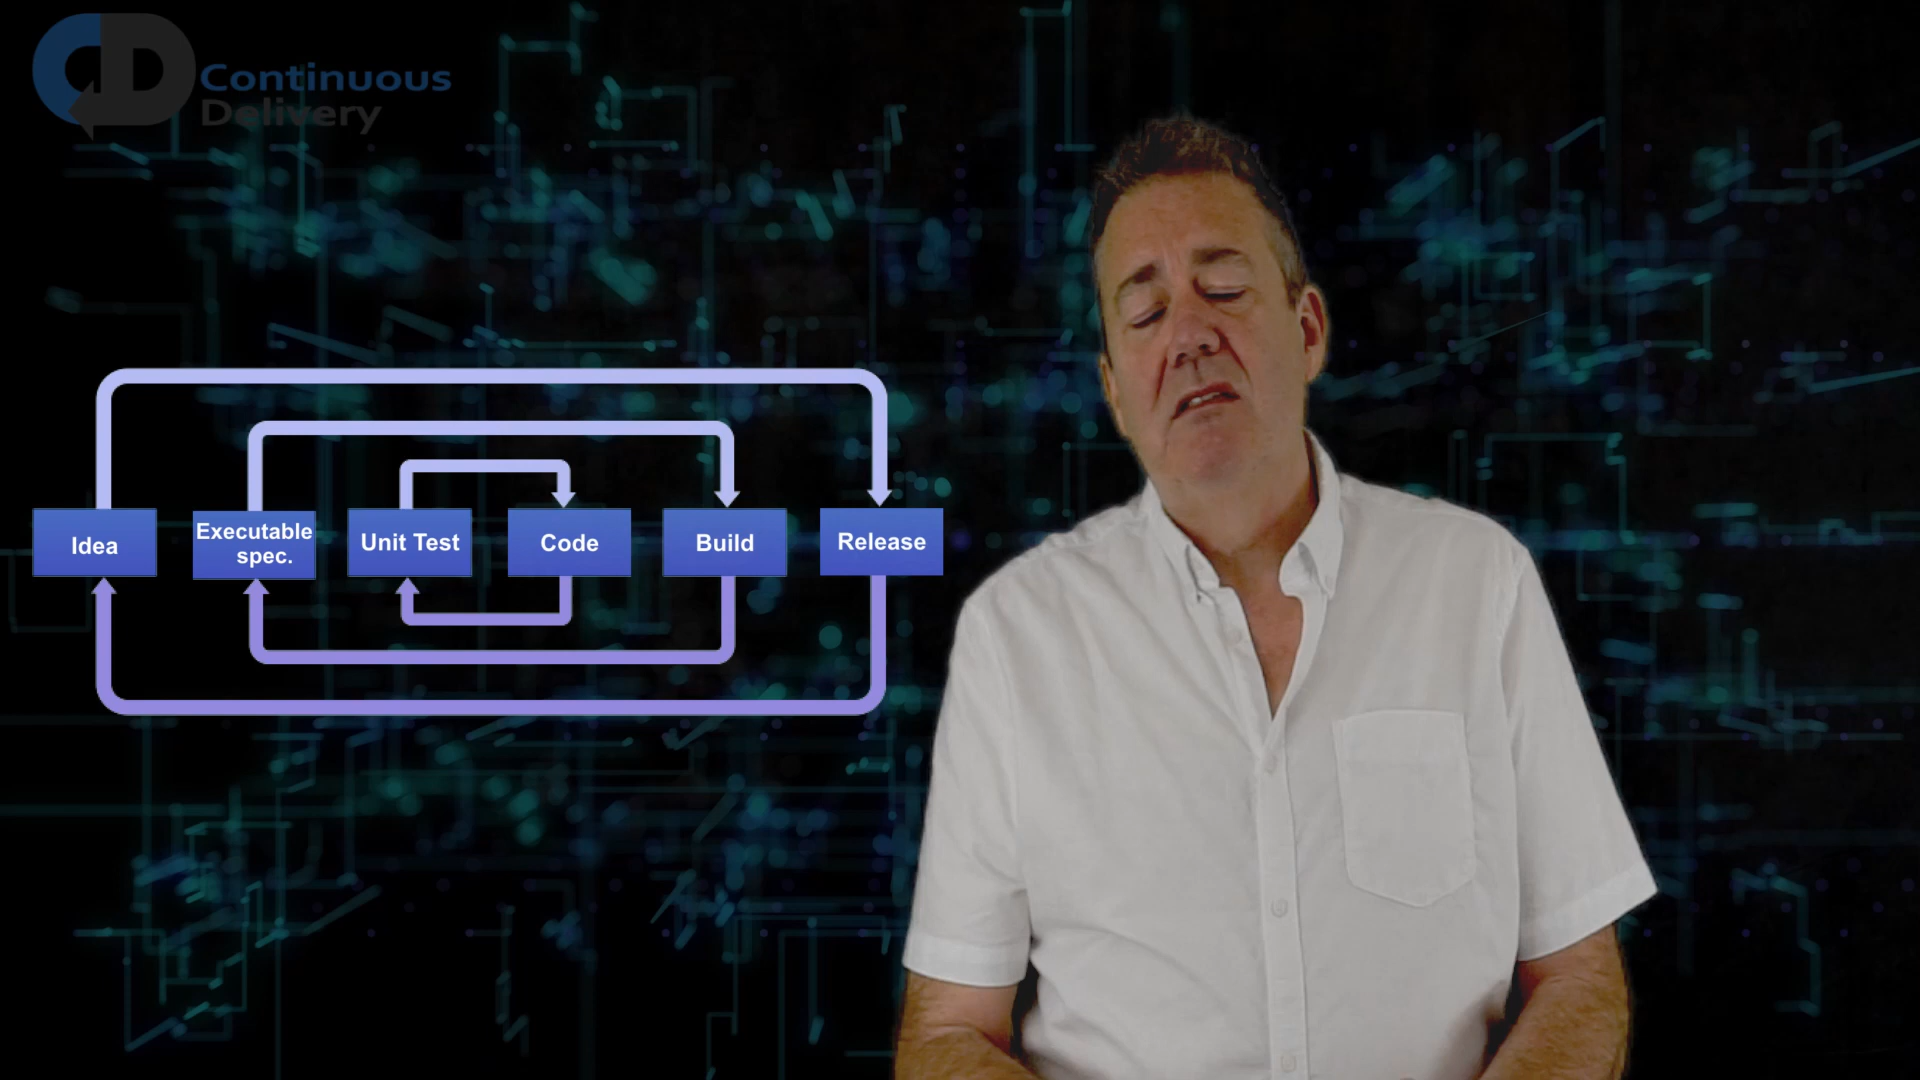 Continuous
Delivery
Idea
Executable
spec.
Unit Test
Code
Build
Release